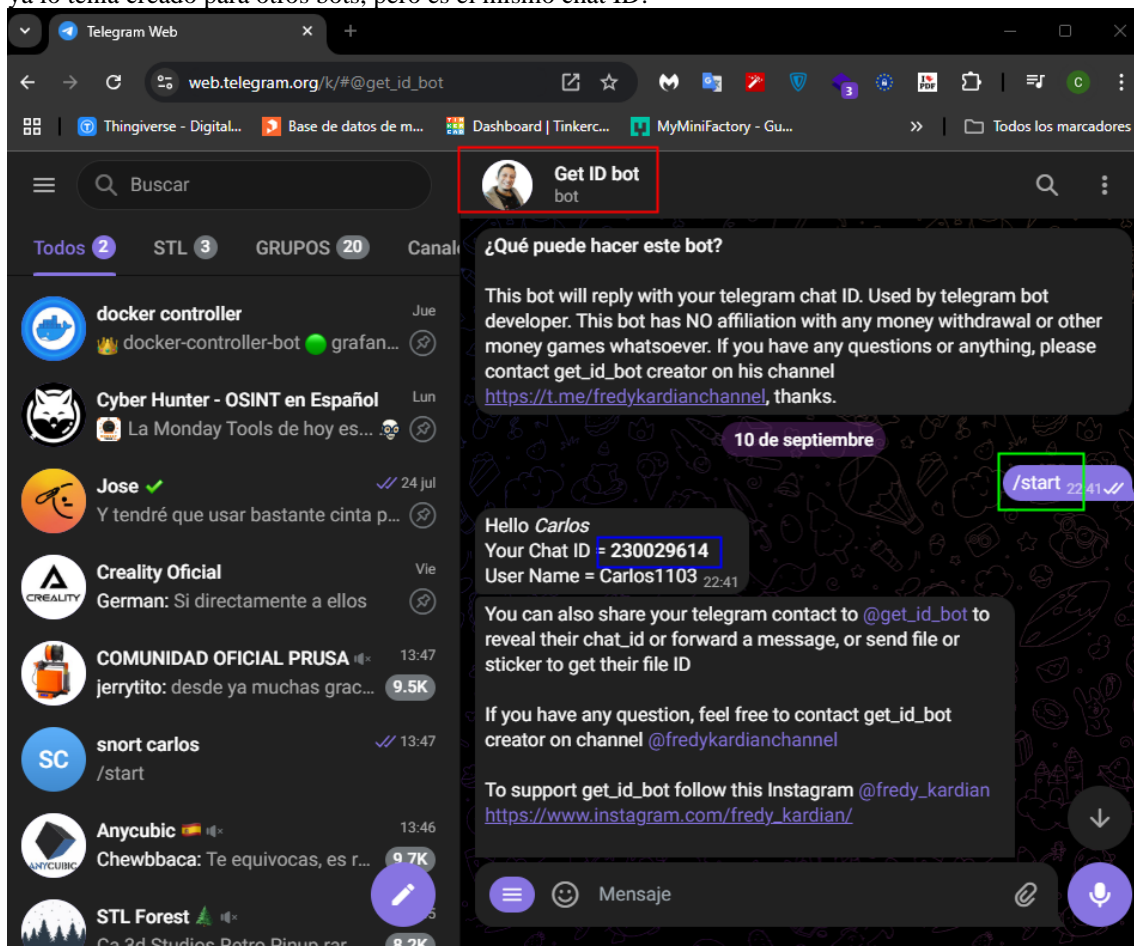 ya lo tenía creado para otros bots, pero es el mismo chat ID.
Telegram Web
web.telegram.org/k/#@get_id_bot
3
PDF
C
Thingiverse - Digital...
Base de datos de m...
Dashboard | Tinkerc...
MyMiniFactory - Gu...
»
Todos los marcadores
Buscar
Get ID bot
bot
Todos 2
STL 3
GRUPOS 20
docker controller
Jue
docker-controller-bot 🟢 grafan...
Cyber Hunter - OSINT en Español
Lun
La Monday Tools de hoy es...
Jose
24 jul
Y tendré que usar bastante cinta p...
CREALITY
Creality Oficial
Vie
German: Si directamente a ellos
COMUNIDAD OFICIAL PRUSA
13:47
jerrytito: desde ya muchas grac...
9.5K
SC
snort carlos
13:47
/start
ANYCUBIC
Anycubic
13:46
Chewbbaca: Te equivocas, es r...
9.7K
STL Forest
¿Qué puede hacer este bot?
This bot will reply with your telegram chat ID. Used by telegram bot
developer. This bot has NO affiliation with any money withdrawal or other
money games whatsoever. If you have any questions or anything, please
contact get_id_bot creator on his channel
https://t.me/fredykardianchannel, thanks.
10 de septiembre
/start 22:41
Hello Carlos
Your Chat ID = 230029614
User Name = Carlos1103 22:41
You can also share your telegram contact to @get_id_bot to
reveal their chat_id or forward a message, or send file or
sticker to get their file ID
If you have any question, feel free to contact get_id_bot
creator on channel @fredykardianchannel
To support get_id_bot follow this Instagram @fredy_kardian
https://www.instagram.com/fredy_kardian/
Mensaje